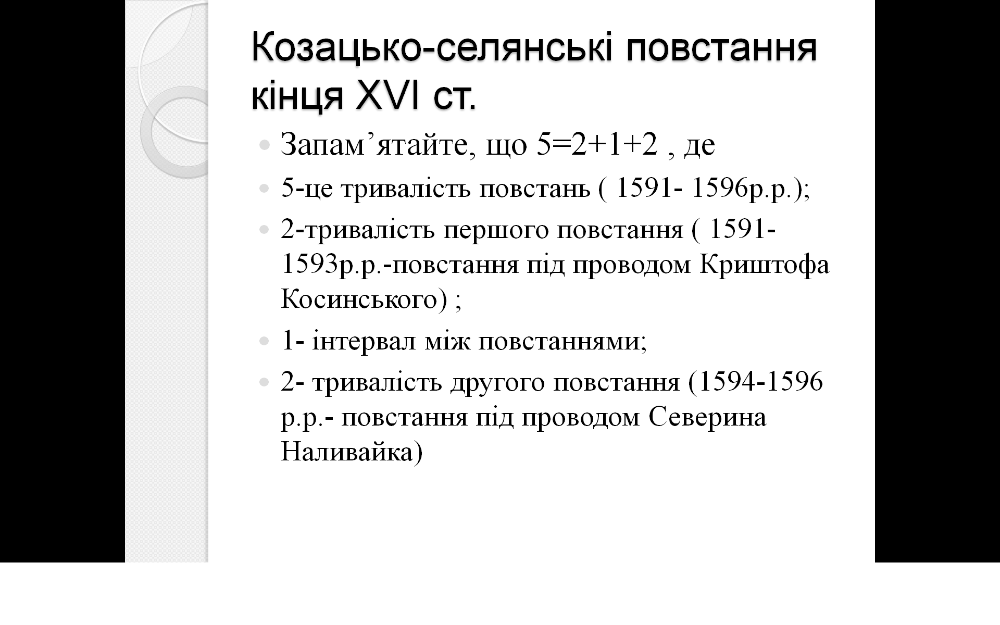 Козацько-селянські повстання
кінця XVI ст.
Запам’ятайте, що 5=2+1+2 , де
5-це тривалість повстань ( 1591- 1596р.р.);
2-тривалість першого повстання ( 1591-
1593р.р.-повстання під проводом Криштофа
Косинського) ;
1- інтервал між повстаннями;
2- тривалість другого повстання (1594-1596
р.р.- повстання під проводом Северина
Наливайка)